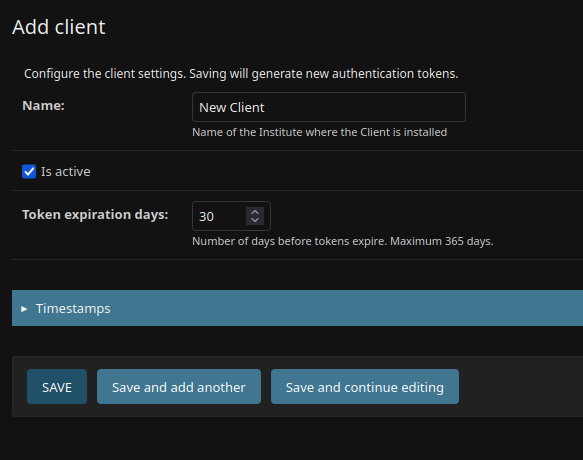 Add client
Configure the client settings. Saving will generate new authentication tokens.
Name:
New Client
Name of the Institute where the Client is installed
Is active
Token expiration days:
30
Number of days before tokens expire. Maximum 365 days.
Timestamps
SAVE
Save and add another
Save and continue editing